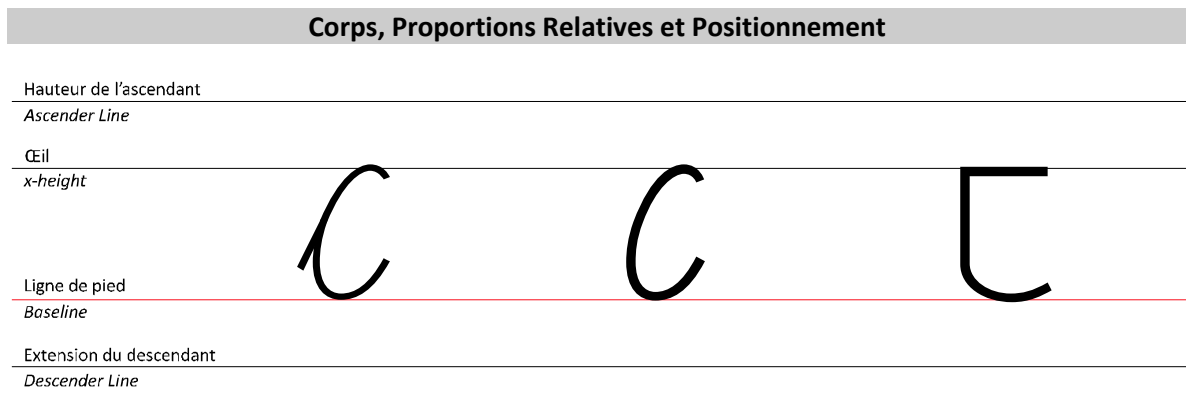 Corps, Proportions Relatives et Positionnement
Hauteur de l'ascendant
Ascender Line
Œil
x-height
Ligne de pied
Baseline
Extension du descendant
Descender Line